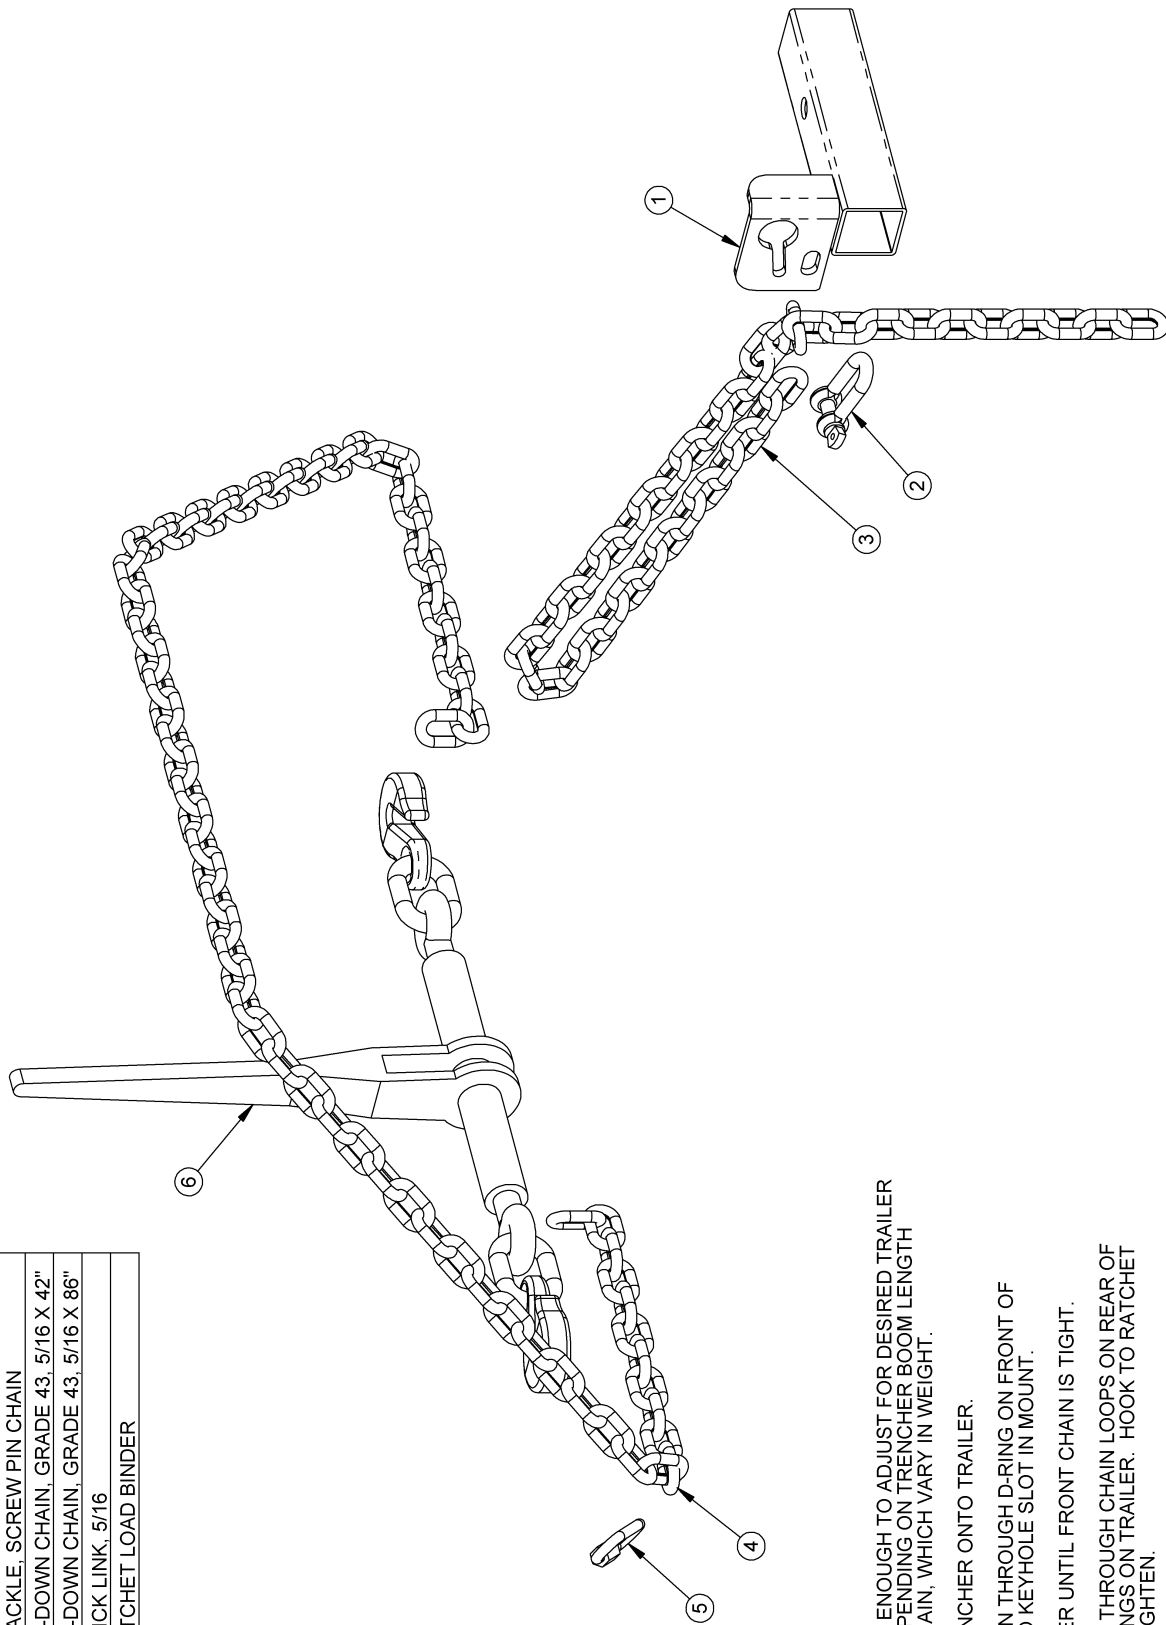 ACKLE, SCREW PIN CHAIN
-DOWN CHAIN, GRADE 43, 5/16 X 42"
-DOWN CHAIN, GRADE 43, 5/16 X 86"
ICK LINK, 5/16
TCHET LOAD BINDER
1
2
3
4
5
6
ENOUGH TO ADJUST FOR DESIRED TRAILER
PENDING ON TRENCHER BOOM LENGTH
AIN, WHICH VARY IN WEIGHT.
NCHER ONTO TRAILER.
N THROUGH D-RING ON FRONT OF
O KEYHOLE SLOT IN MOUNT.
ER UNTIL FRONT CHAIN IS TIGHT.
THROUGH CHAIN LOOPS ON REAR OF
NGS ON TRAILER. HOOK TO RATCHET
GHTEN.